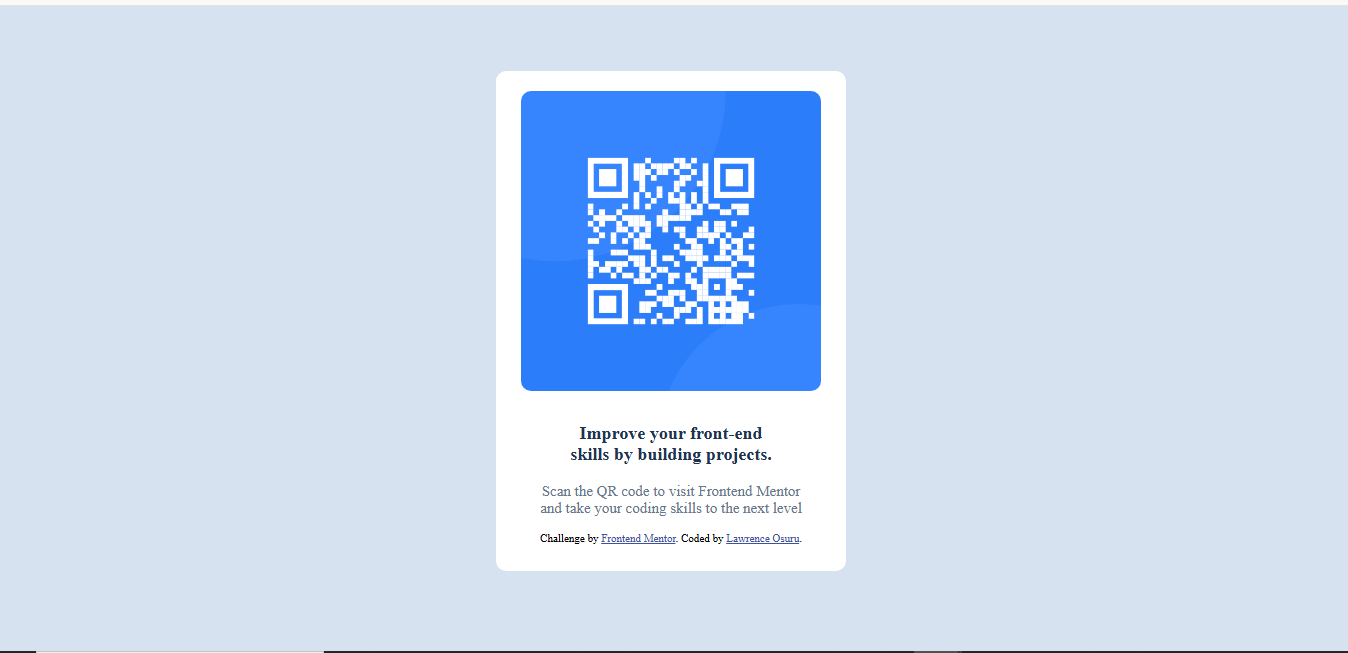 Improve your front-end
skills by building projects.
Scan the QR code to visit Frontend Mentor
and take your coding skills to the next level
Challenge by Frontend Mentor. Coded by Lawrence Osuru.